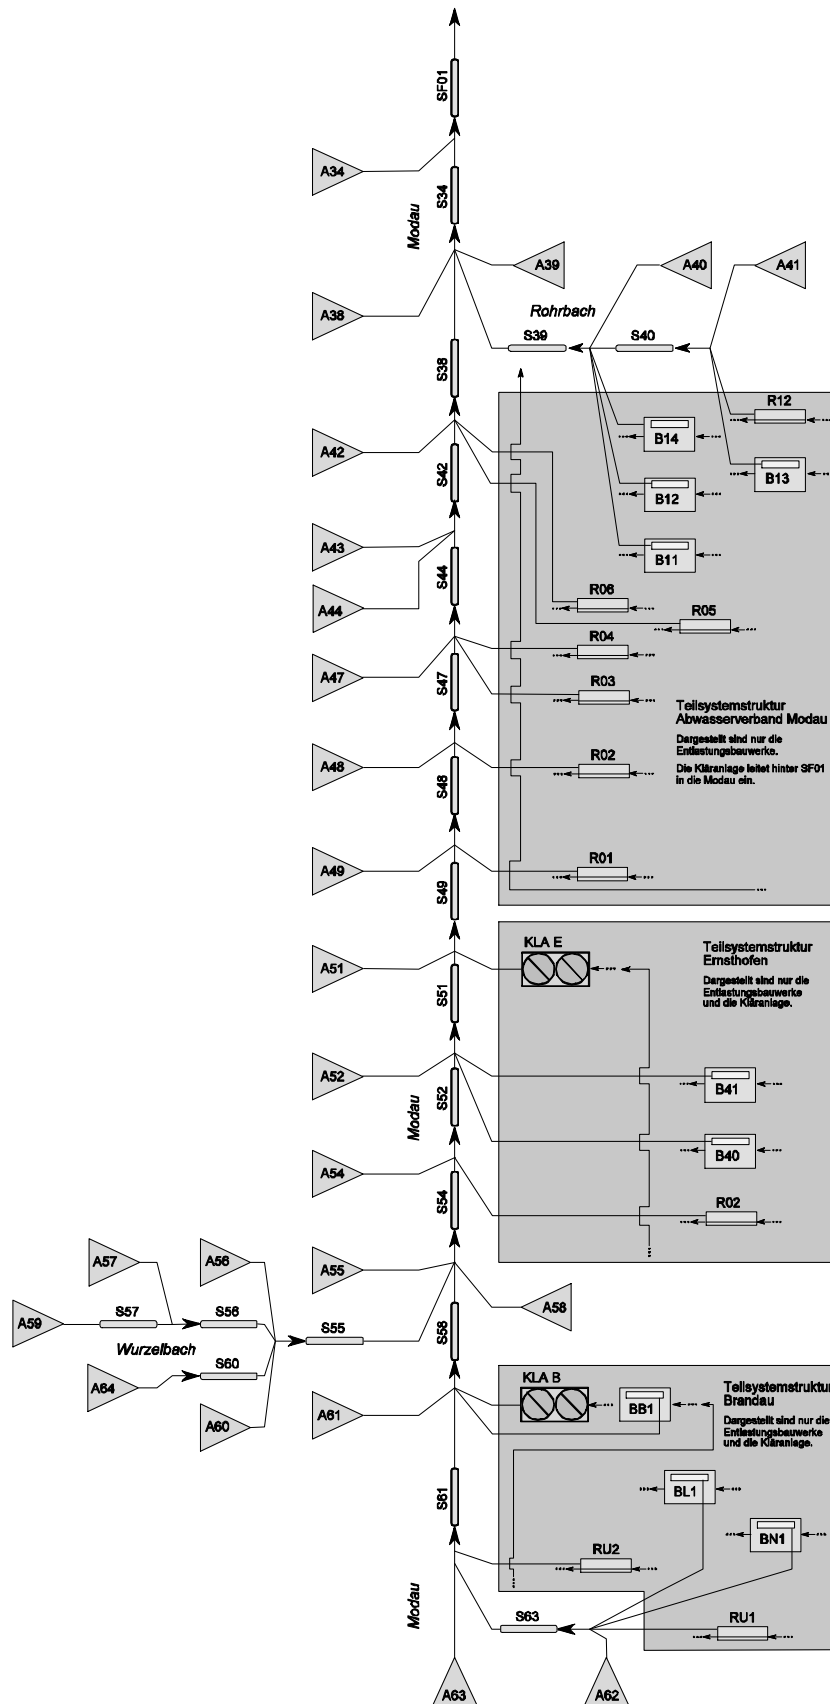 SF01
A34
S34
Modau
A39
A40
A41
A38
Rohrbach
S39
S40
S38
R12
B14
A42
S42
B13
B12
A43
B11
S44
A44
R06
R05
R04
A47
S47
R03
Teilsystemstruktur
Abwasserverband Modau
Dargestellt sind nur die
Entlastungsbauwerke.
Die Kläranlage leitet hinter SF01
in die Modau ein.
A48
R02
S48
A49
R01
S49
KLA E
Teilsystemstruktur
Ernsthofen
Dargestellt sind nur die
Entlastungsbauwerke
und die Kläranlage.
A51
S51
A52
S52
B41
Modau
B40
A54
S54
R02
A57
A56
A55
A58
A59
S57
S56
S55
S58
Wurzelbach
S60
A64
A60
KLA B
Teilsystemstruktur
Brandau
Dargestellt sind nur die
Entlastungsbauwerke
und die Kläranlage.
BB1
A61
S61
BL1
BN1
RU2
Modau
S63
RU1
A63
A62